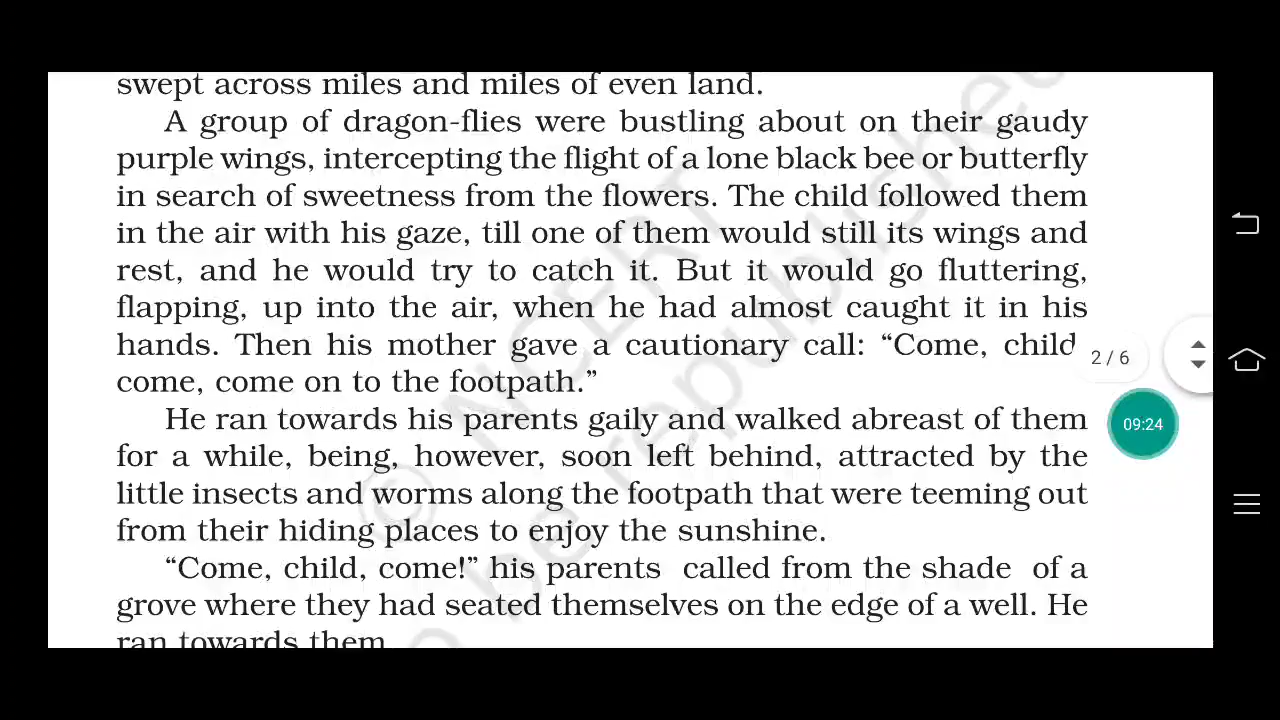 swept across miles and miles of even land.
A group of dragon-flies were bustling about on their gaudy
purple wings, intercepting the flight of a lone black bee or butterfly
in search of sweetness from the flowers. The child followed them
in the air with his gaze, till one of them would still its wings and
rest, and he would try to catch it. But it would go fluttering,
flapping, up into the air, when he had almost caught it in his
hands. Then his mother gave a cautionary call: “Come, child
come, come on to the footpath.”
2 / 6
09:24
He ran towards his parents gaily and walked abreast of them
for a while, being, however, soon left behind, attracted by the
little insects and worms along the footpath that were teeming out
from their hiding places to enjoy the sunshine.
“Come, child, come!” his parents called from the shade of a
grove where they had seated themselves on the edge of a well. He
ran towards them.
© NCERT
be republished